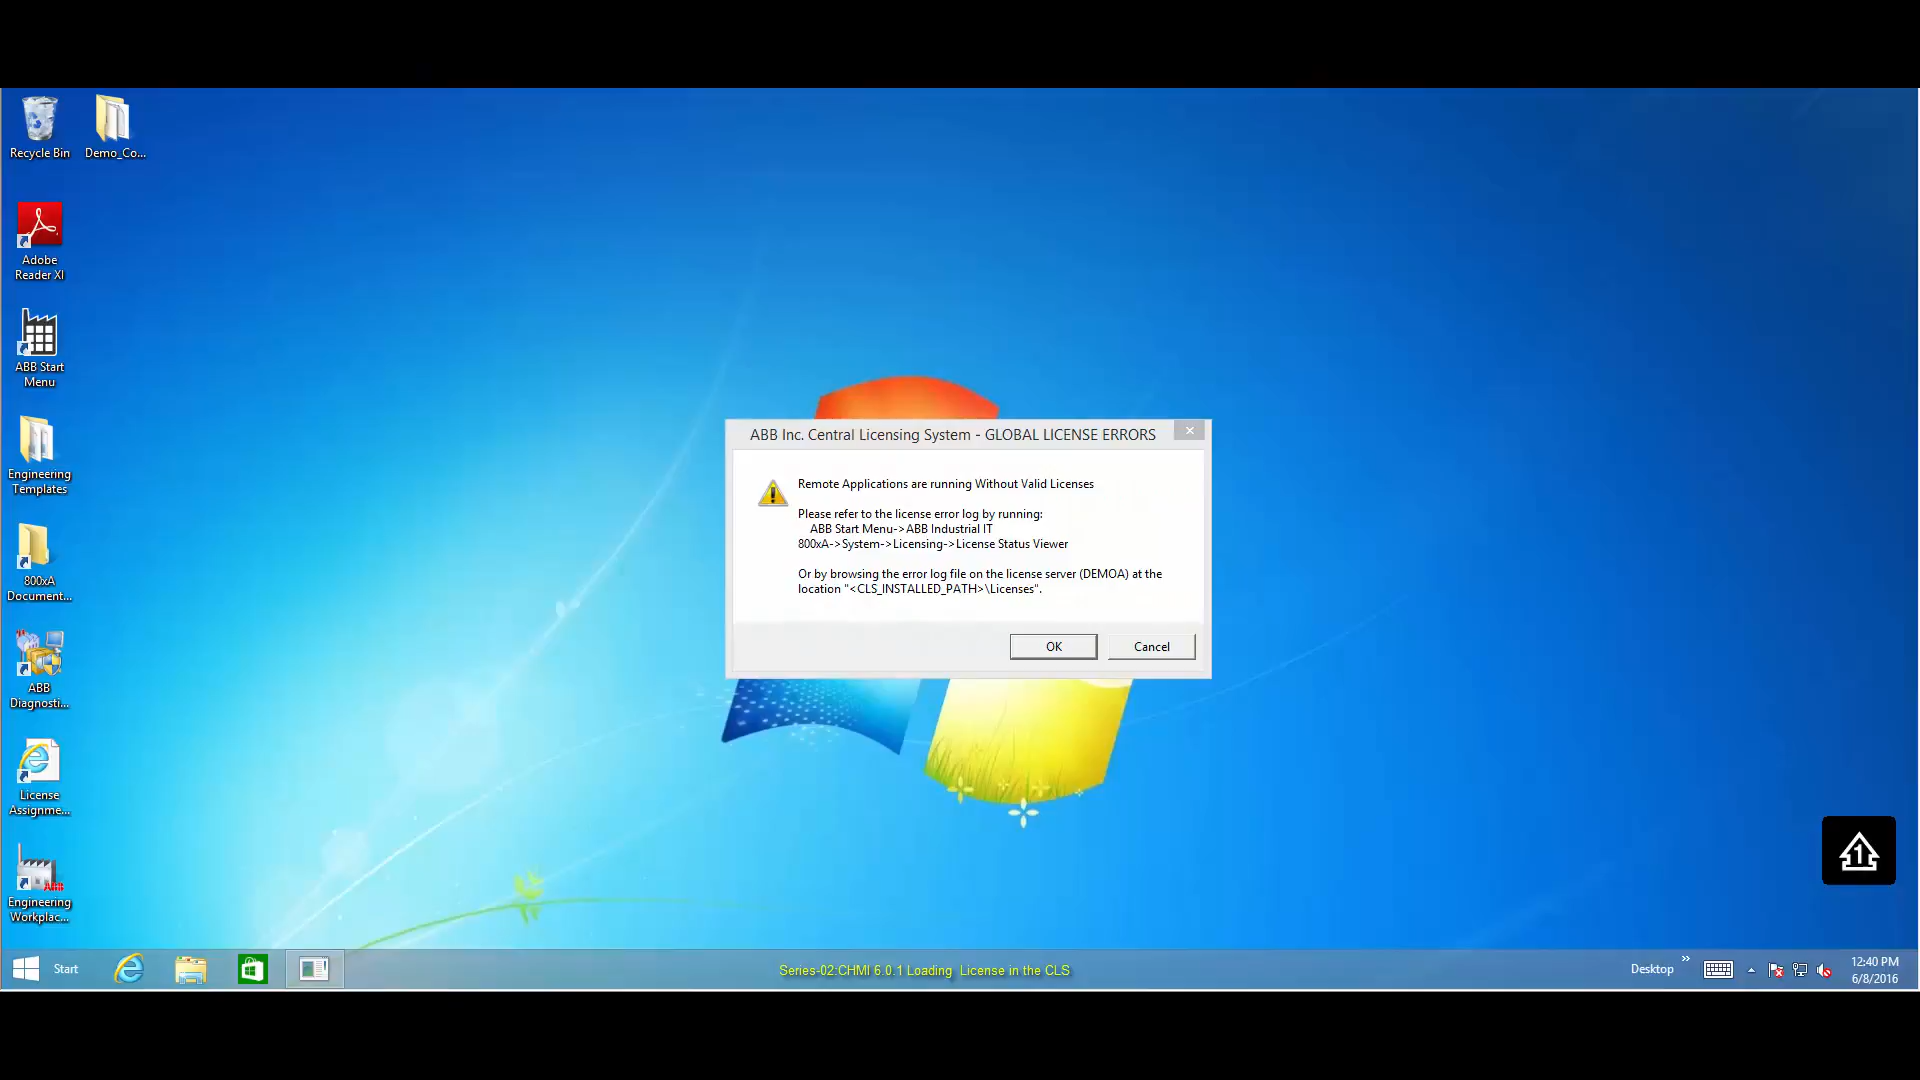 Recycle Bin
Demo_Co...
Adobe
Reader XI
ABB Start
Menu
Engineering
Templates
800xA
Document...
ABB
Diagnosti...
License
Assignme...
ABB
Engineering
Workplac...
ABB Inc. Central Licensing System - GLOBAL LICENSE ERRORS
Remote Applications are running Without Valid Licenses
Please refer to the license error log by running:
ABB Start Menu->ABB Industrial IT
800xA->System->Licensing->License Status Viewer
Or by browsing the error log file on the license server (DEMOA) at the
location "<CLS_INSTALLED_PATH>\Licenses".
OK
Cancel
1
Start
Series-02:CHMI 6.0.1 Loading License in the CLS
Desktop
12:40 PM
6/8/2016